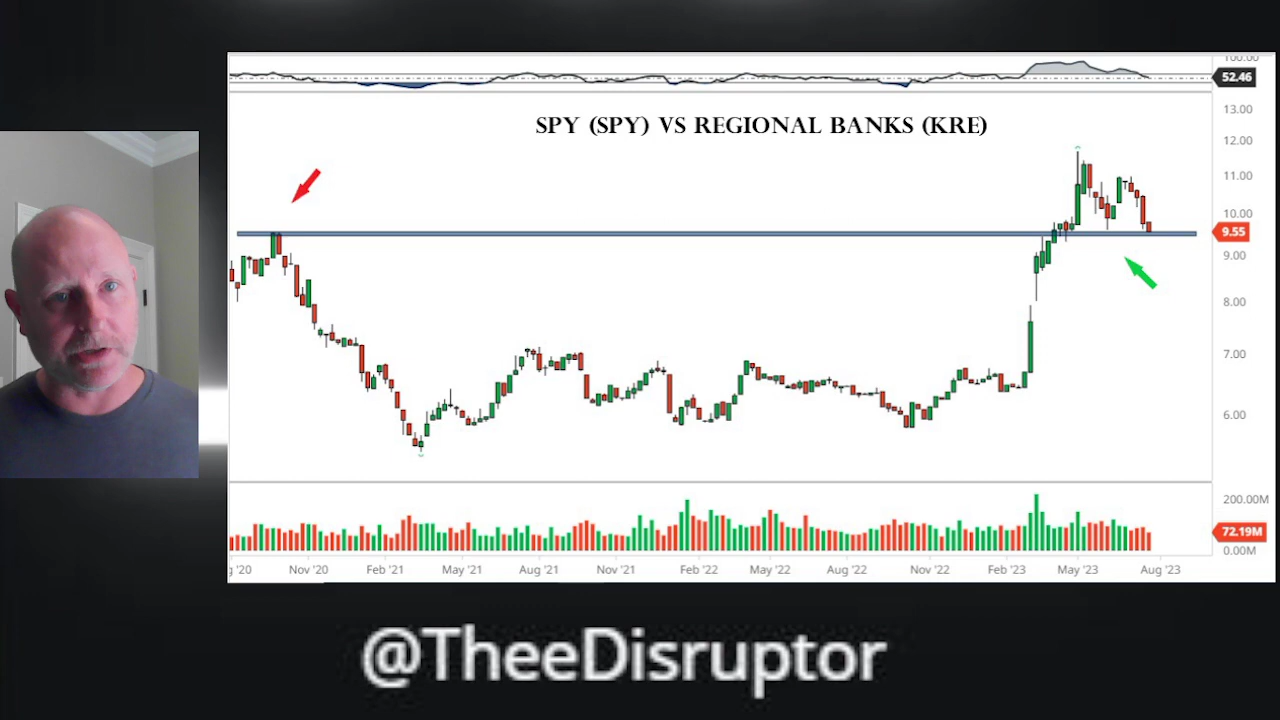 100.00
52.46
13.00
SPY (SPY) VS REGIONAL BANKS (KRE)
12.00
11.00
10.00
9.55
9.00
8.00
7.00
6.00
200.00M
72.19M
0.00M
g '20 Nov '20 Feb '21 May '21 Aug '21 Nov '21 Feb '22 May '22 Aug '22 Nov '22 Feb '23 May '23 Aug '23
@TheeDisruptor